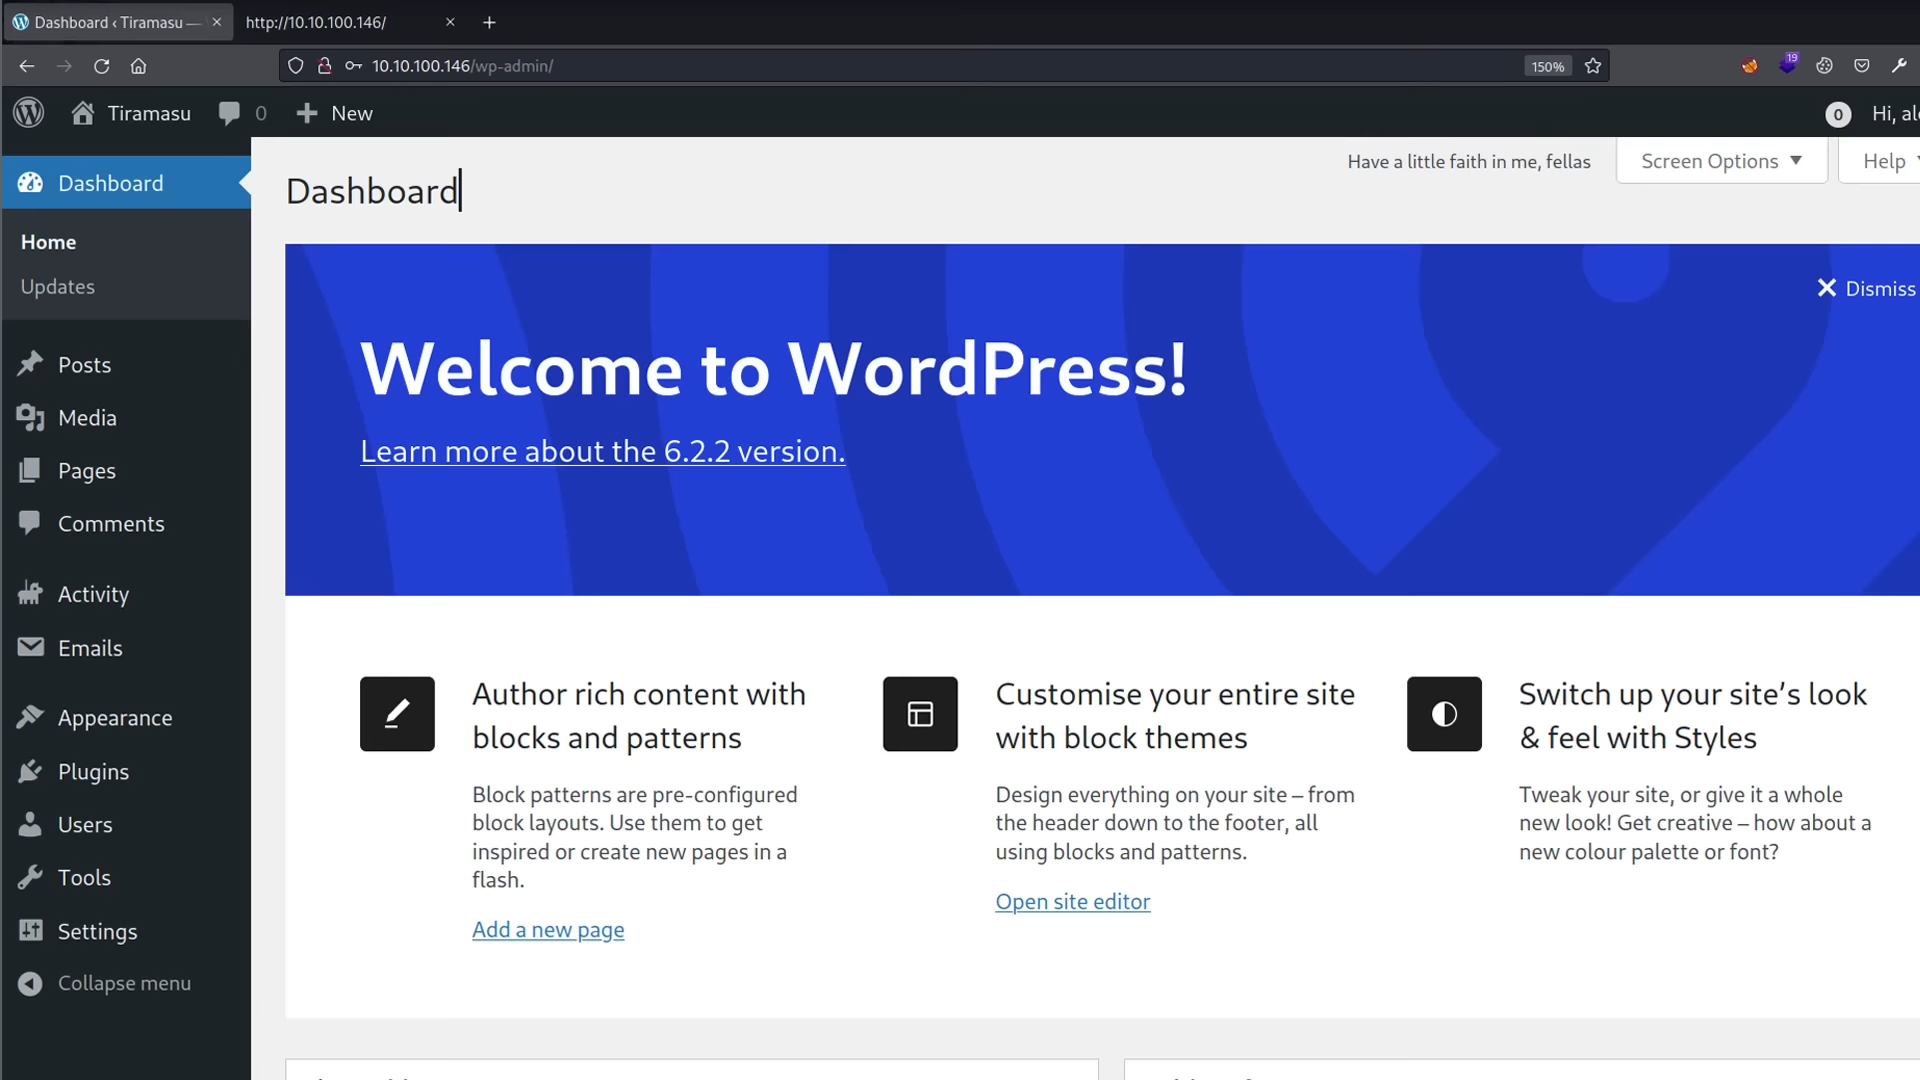 Dashboard ‹ Tiramasu —
http://10.10.100.146/
10.10.100.146/wp-admin/
150%
19
Tiramasu
0
New
0
Hi,
Dashboard
Home
Updates
Posts
Media
Pages
Comments
Activity
Emails
Appearance
Plugins
Users
Tools
Settings
Collapse menu
Dashboard
Have a little faith in me, fellas
Screen Options
Help
Dismiss
Welcome to WordPress!
Learn more about the 6.2.2 version.
Author rich content with
blocks and patterns
Block patterns are pre-configured
block layouts. Use them to get
inspired or create new pages in a
flash.
Add a new page
Customise your entire site
with block themes
Design everything on your site – from
the header down to the footer, all
using blocks and patterns.
Open site editor
Switch up your site’s look
& feel with Styles
Tweak your site, or give it a whole
new look! Get creative – how about a
new colour palette or font?